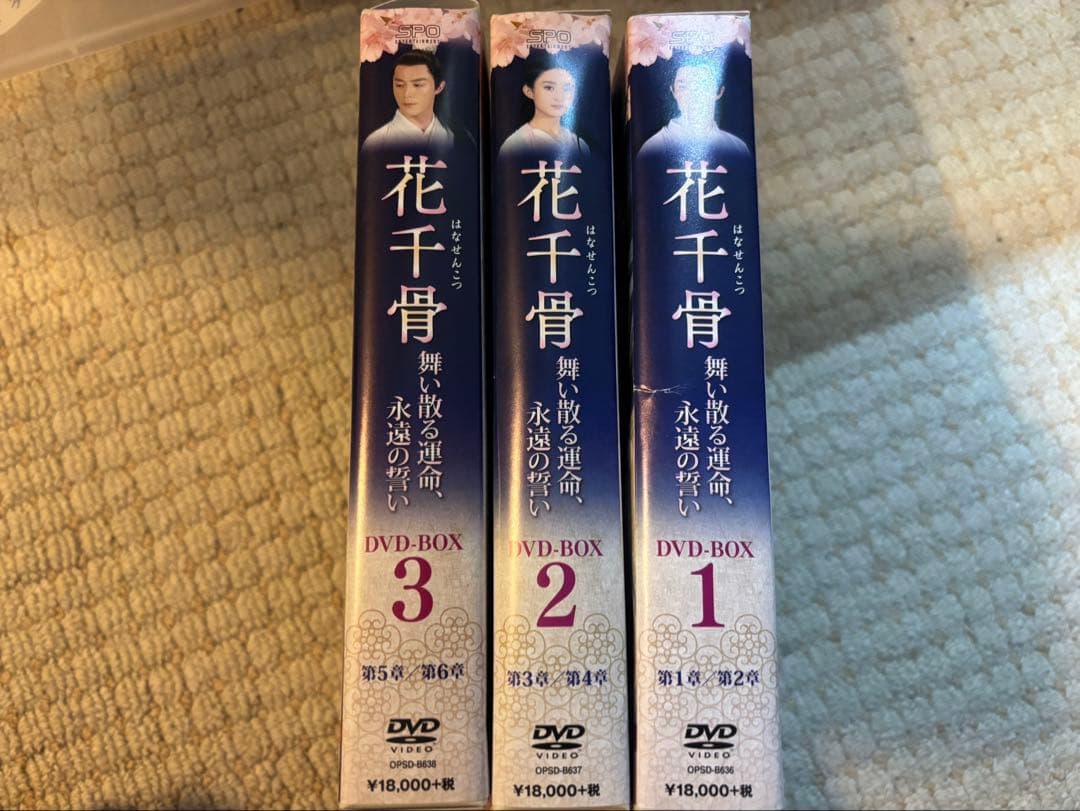 SPO
ENTERTAINMENT
花千骨
はなせんこつ
舞い散る運命、
永遠の誓い
DVD-BOX
3
第5章／第6章
DVD
VIDEO
OPSD-B638
¥18,000+税
SPO
ENTERTAINMENT
花千骨
はなせんこつ
舞い散る運命、
永遠の誓い
DVD-BOX
2
第3章／第4章
DVD
VIDEO
OPSD-B637
¥18,000+税
SPO
花千骨
はなせんこつ
舞い散る運命、
永遠の誓い
DVD-BOX
1
第1章／第2章
DVD
VIDEO
OPSD-B636
¥18,000+税